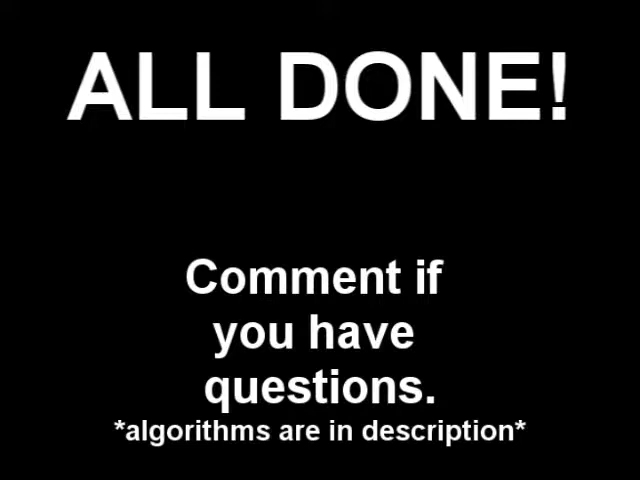 ALL DONE!
Comment if
you have
questions.
*algorithms are in description*